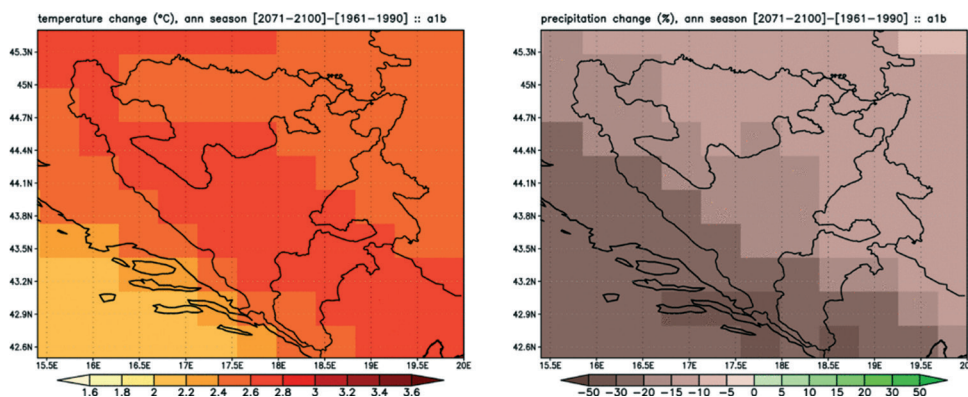 temperature change (°C), ann season [2071−2100]−[1961−1990] :: a1b
45.3N
45N
44.7N
44.4N
44.1N
43.8N
43.5N
43.2N
42.9N
42.6N
15.5E 16E 16.5E 17E 17.5E 18E 18.5E 19E 19.5E 20E
1.6 1.8 2 2.2 2.4 2.6 2.8 3 3.2 3.4 3.6
precipitation change (%), ann season [2071−2100]−[1961−1990] :: a1b
45.3N
45N
44.7N
44.4N
44.1N
43.8N
43.5N
43.2N
42.9N
42.6N
15.5E 16E 16.5E 17E 17.5E 18E 18.5E 19E 19.5E 20E
−50 −30 −20 −15 −10 −5 0 5 10 15 20 30 50